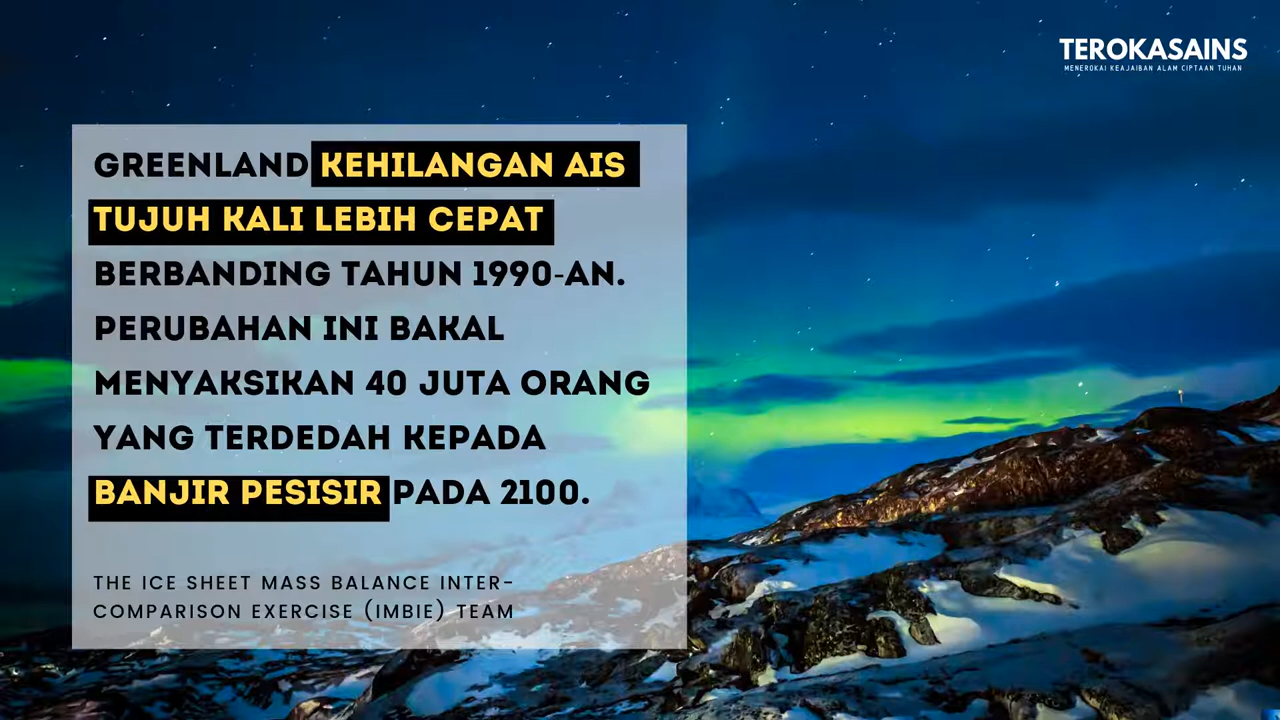 TEROKASAINS
MENEROKAI KEAJAIBAN ALAM CIPTAAN TUHAN
GREENLAND KEHILANGAN AIS
TUJUH KALI LEBIH CEPAT
BERBANDING TAHUN 1990-AN.
PERUBAHAN INI BAKAL
MENYAKSIKAN 40 JUTA ORANG
YANG TERDEDAH KEPADA
BANJIR PESISIR PADA 2100.
THE ICE SHEET MASS BALANCE INTER-
COMPARISON EXERCISE (IMBIE) TEAM